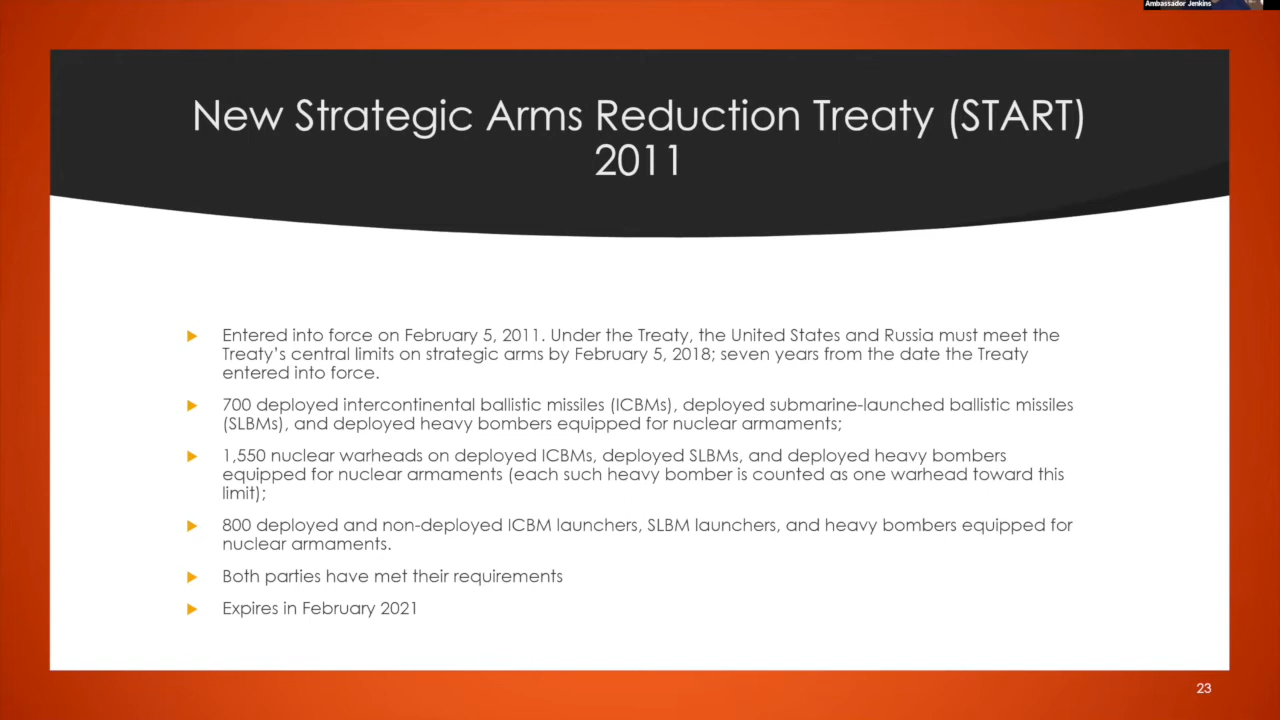 Ambassador Jenkins
New Strategic Arms Reduction Treaty (START)
2011
Entered into force on February 5, 2011. Under the Treaty, the United States and Russia must meet the
Treaty’s central limits on strategic arms by February 5, 2018; seven years from the date the Treaty
entered into force.
700 deployed intercontinental ballistic missiles (ICBMs), deployed submarine-launched ballistic missiles
(SLBMs), and deployed heavy bombers equipped for nuclear armaments;
1,550 nuclear warheads on deployed ICBMs, deployed SLBMs, and deployed heavy bombers
equipped for nuclear armaments (each such heavy bomber is counted as one warhead toward this
limit);
800 deployed and non-deployed ICBM launchers, SLBM launchers, and heavy bombers equipped for
nuclear armaments.
Both parties have met their requirements
Expires in February 2021
23